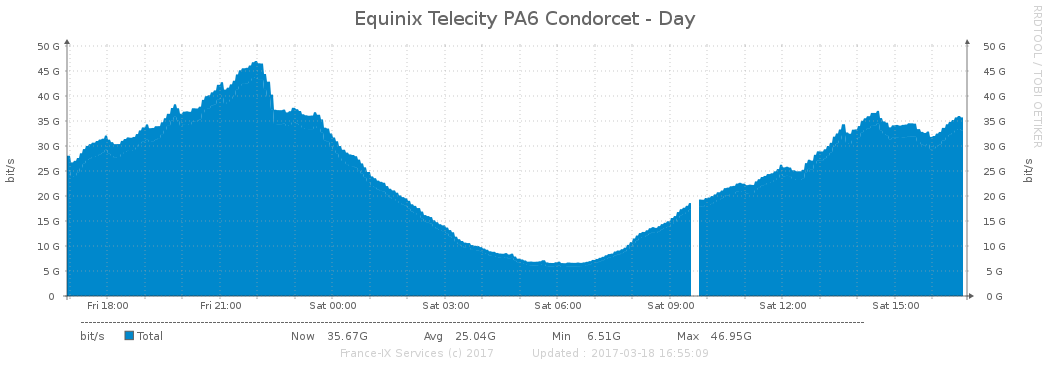 Equinix Telecity PA6 Condorcet - Day
RRDTOOL / TOBI OETIKER
bit/s
50 G
45 G
40 G
35 G
30 G
25 G
20 G
15 G
10 G
5 G
0
50 G
45 G
40 G
35 G
30 G
25 G
20 G
15 G
10 G
5 G
0 G
bit/s
Fri 18:00 Fri 21:00 Sat 00:00 Sat 03:00 Sat 06:00 Sat 09:00 Sat 12:00 Sat 15:00
bit/s Total Now 35.67G Avg 25.04G Min 6.51G Max 46.95G
France-IX Services (c) 2017 Updated : 2017-03-18 16:55:09